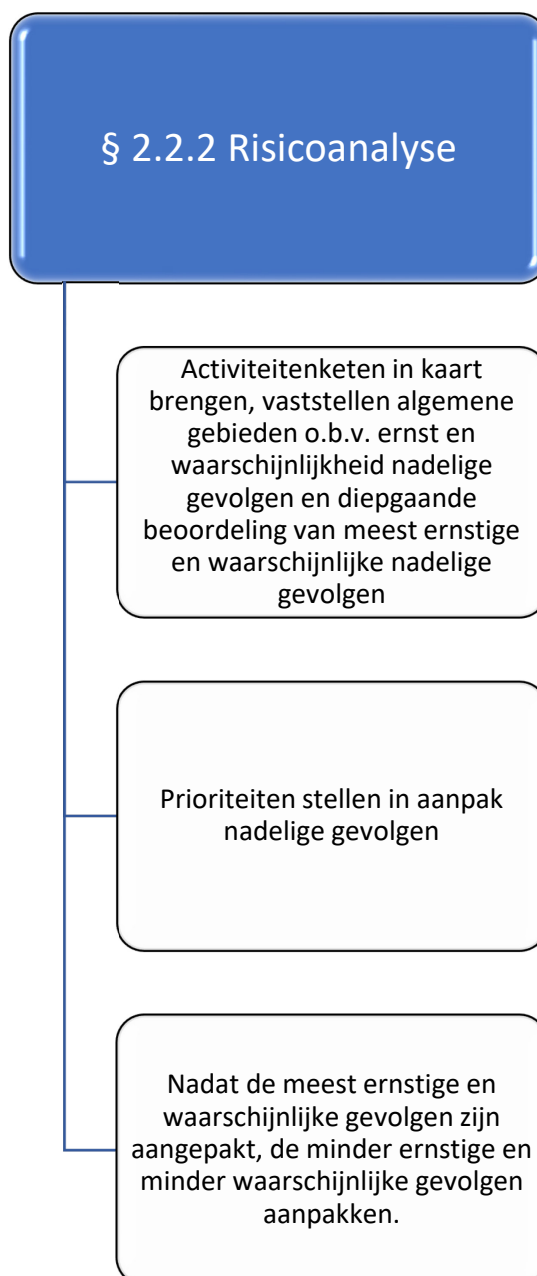 § 2.2.2 Risicoanalyse
Activiteitenketen in kaart
brengen, vaststellen algemene
gebieden o.b.v. ernst en
waarschijnlijkheid nadelige
gevolgen en diepgaande
beoordeling van meest ernstige
en waarschijnlijke nadelige
gevolgen
Prioriteiten stellen in aanpak
nadelige gevolgen
Nadat de meest ernstige en
waarschijnlijke gevolgen zijn
aangepakt, de minder ernstige en
minder waarschijnlijke gevolgen
aanpakken.